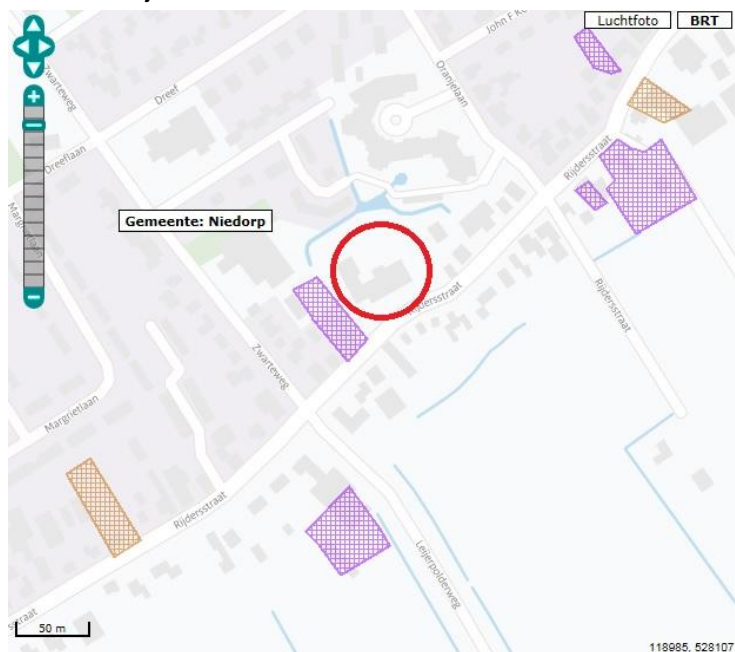 Luchtfoto
BRT
John F K
Zwarteweg
Oranjelaan
Dreef
Dreeflaan
Rijdersstraat
Margrietlaan
Gemeente: Niedorp
Rijdersstraat
Rijdersstraat
Zwarteweg
Margrietlaan
Rijdersstraat
Leijerpolderweg
sstraat
50 m
118985, 528107